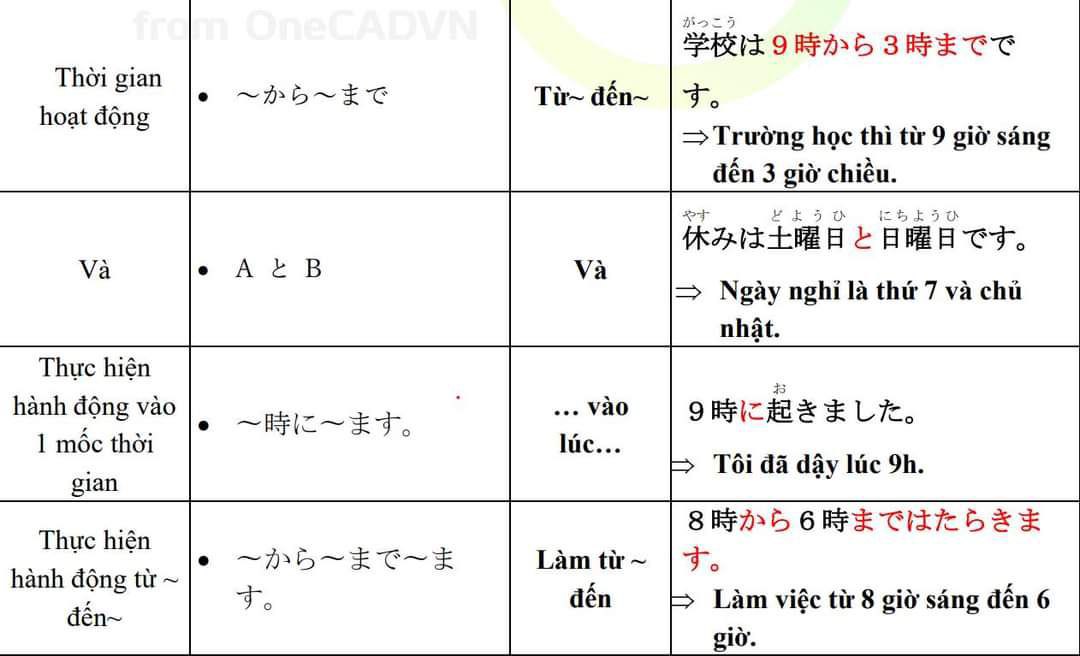 from OneCADVN
Thời gian
hoạt động
• ～から～まで
Từ~ đến~
がっこう
学校は９時から３時までで
す。
⇒Trường học thì từ 9 giờ sáng
đến 3 giờ chiều.
Và
• A と B
Và
やす どようひ にちようひ
休みは土曜日と日曜日です。
⇒ Ngày nghỉ là thứ 7 và chủ
nhật.
Thực hiện
hành động vào
1 mốc thời
gian
• ～時に～ます。
… vào
lúc…
お
９時に起きました。
⇒ Tôi đã dậy lúc 9h.
Thực hiện
hành động từ ~
đến~
• ～から～まで～ま
す。
Làm từ ~
đến
８時から６時まではたらきま
す。
⇒ Làm việc từ 8 giờ sáng đến 6
giờ.